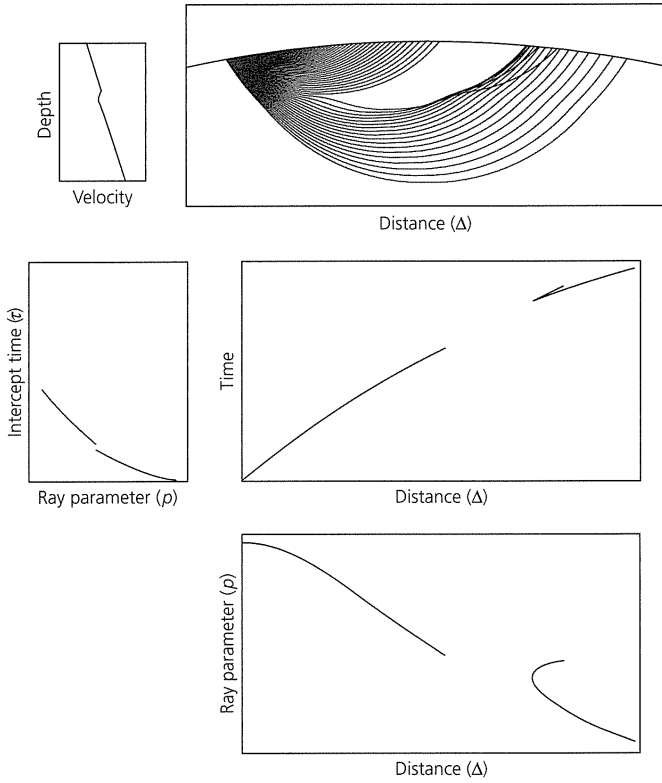 Depth
Velocity
Distance (Δ)
Intercept time (τ)
Ray parameter (p)
Time
Distance (Δ)
Ray parameter (p)
Distance (Δ)